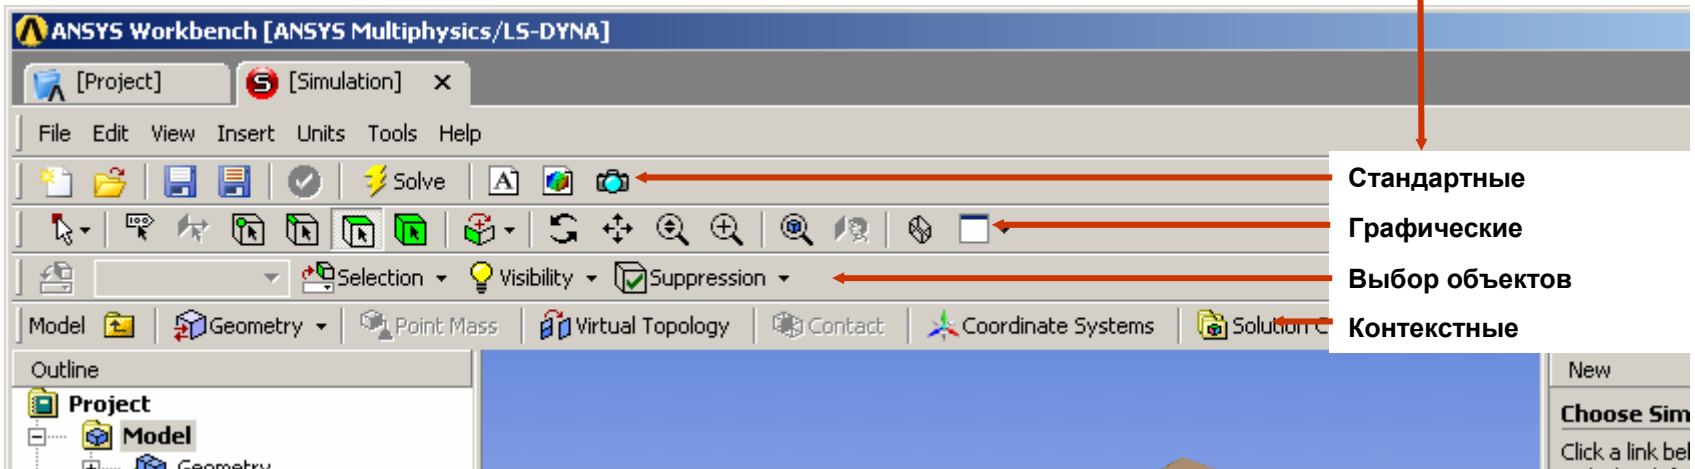 ANSYS Workbench [ANSYS Multiphysics/LS-DYNA]
[Project] [Simulation]
File Edit View Insert Units Tools Help
Solve A
Стандартные
Графические
Selection Visibility Suppression
Выбор объектов
Model Geometry Point Mass Virtual Topology Contact Coordinate Systems Solution C
Контекстные
Outline
New
Project
Choose Sim
Model
Click a link bel
Geometry